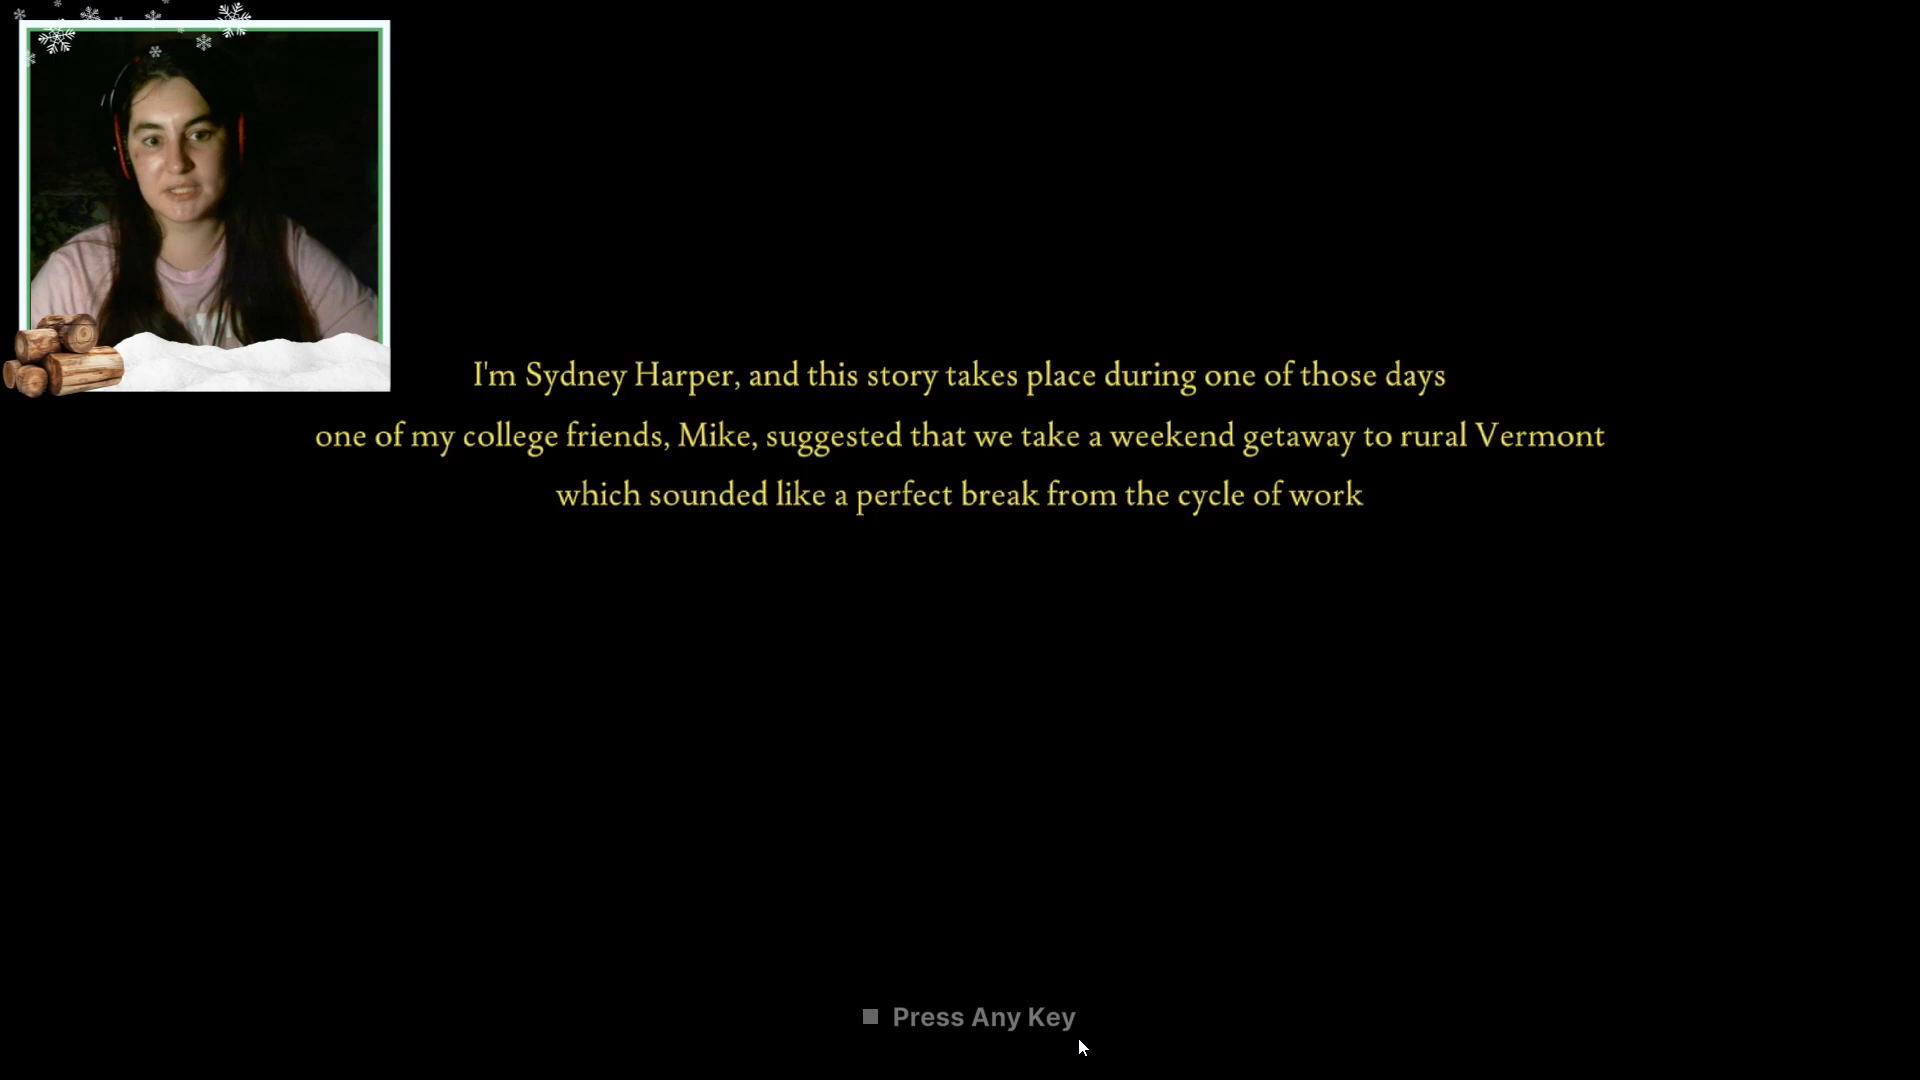 I'm Sydney Harper, and this story takes place during one of those days
one of my college friends, Mike, suggested that we take a weekend getaway to rural Vermont
which sounded like a perfect break from the cycle of work
Press Any Key